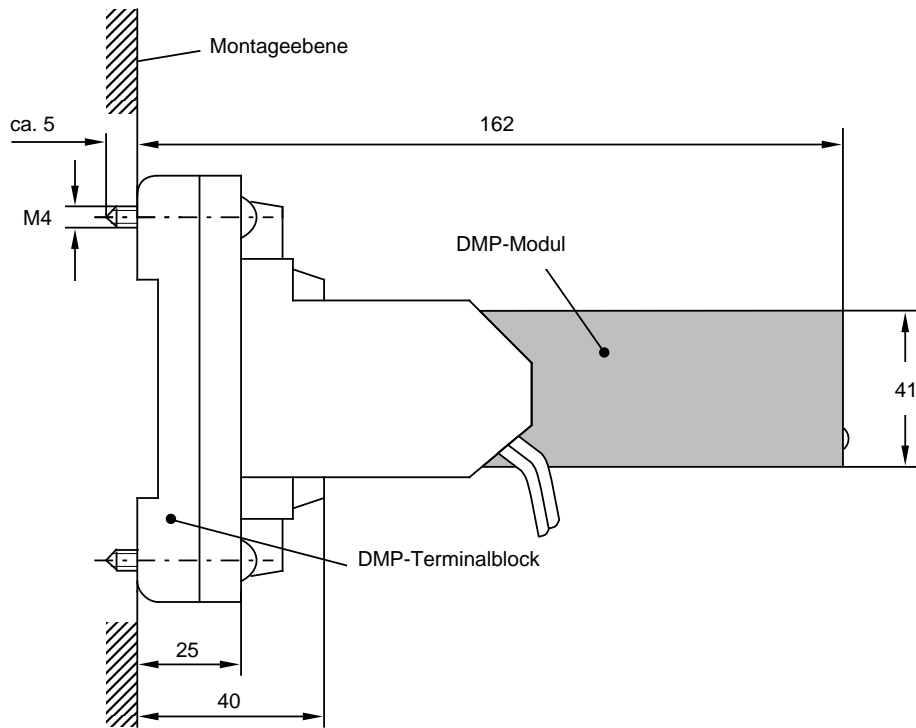 Montageebene
ca. 5
162
M4
DMP-Modul
41
DMP-Terminalblock
25
40